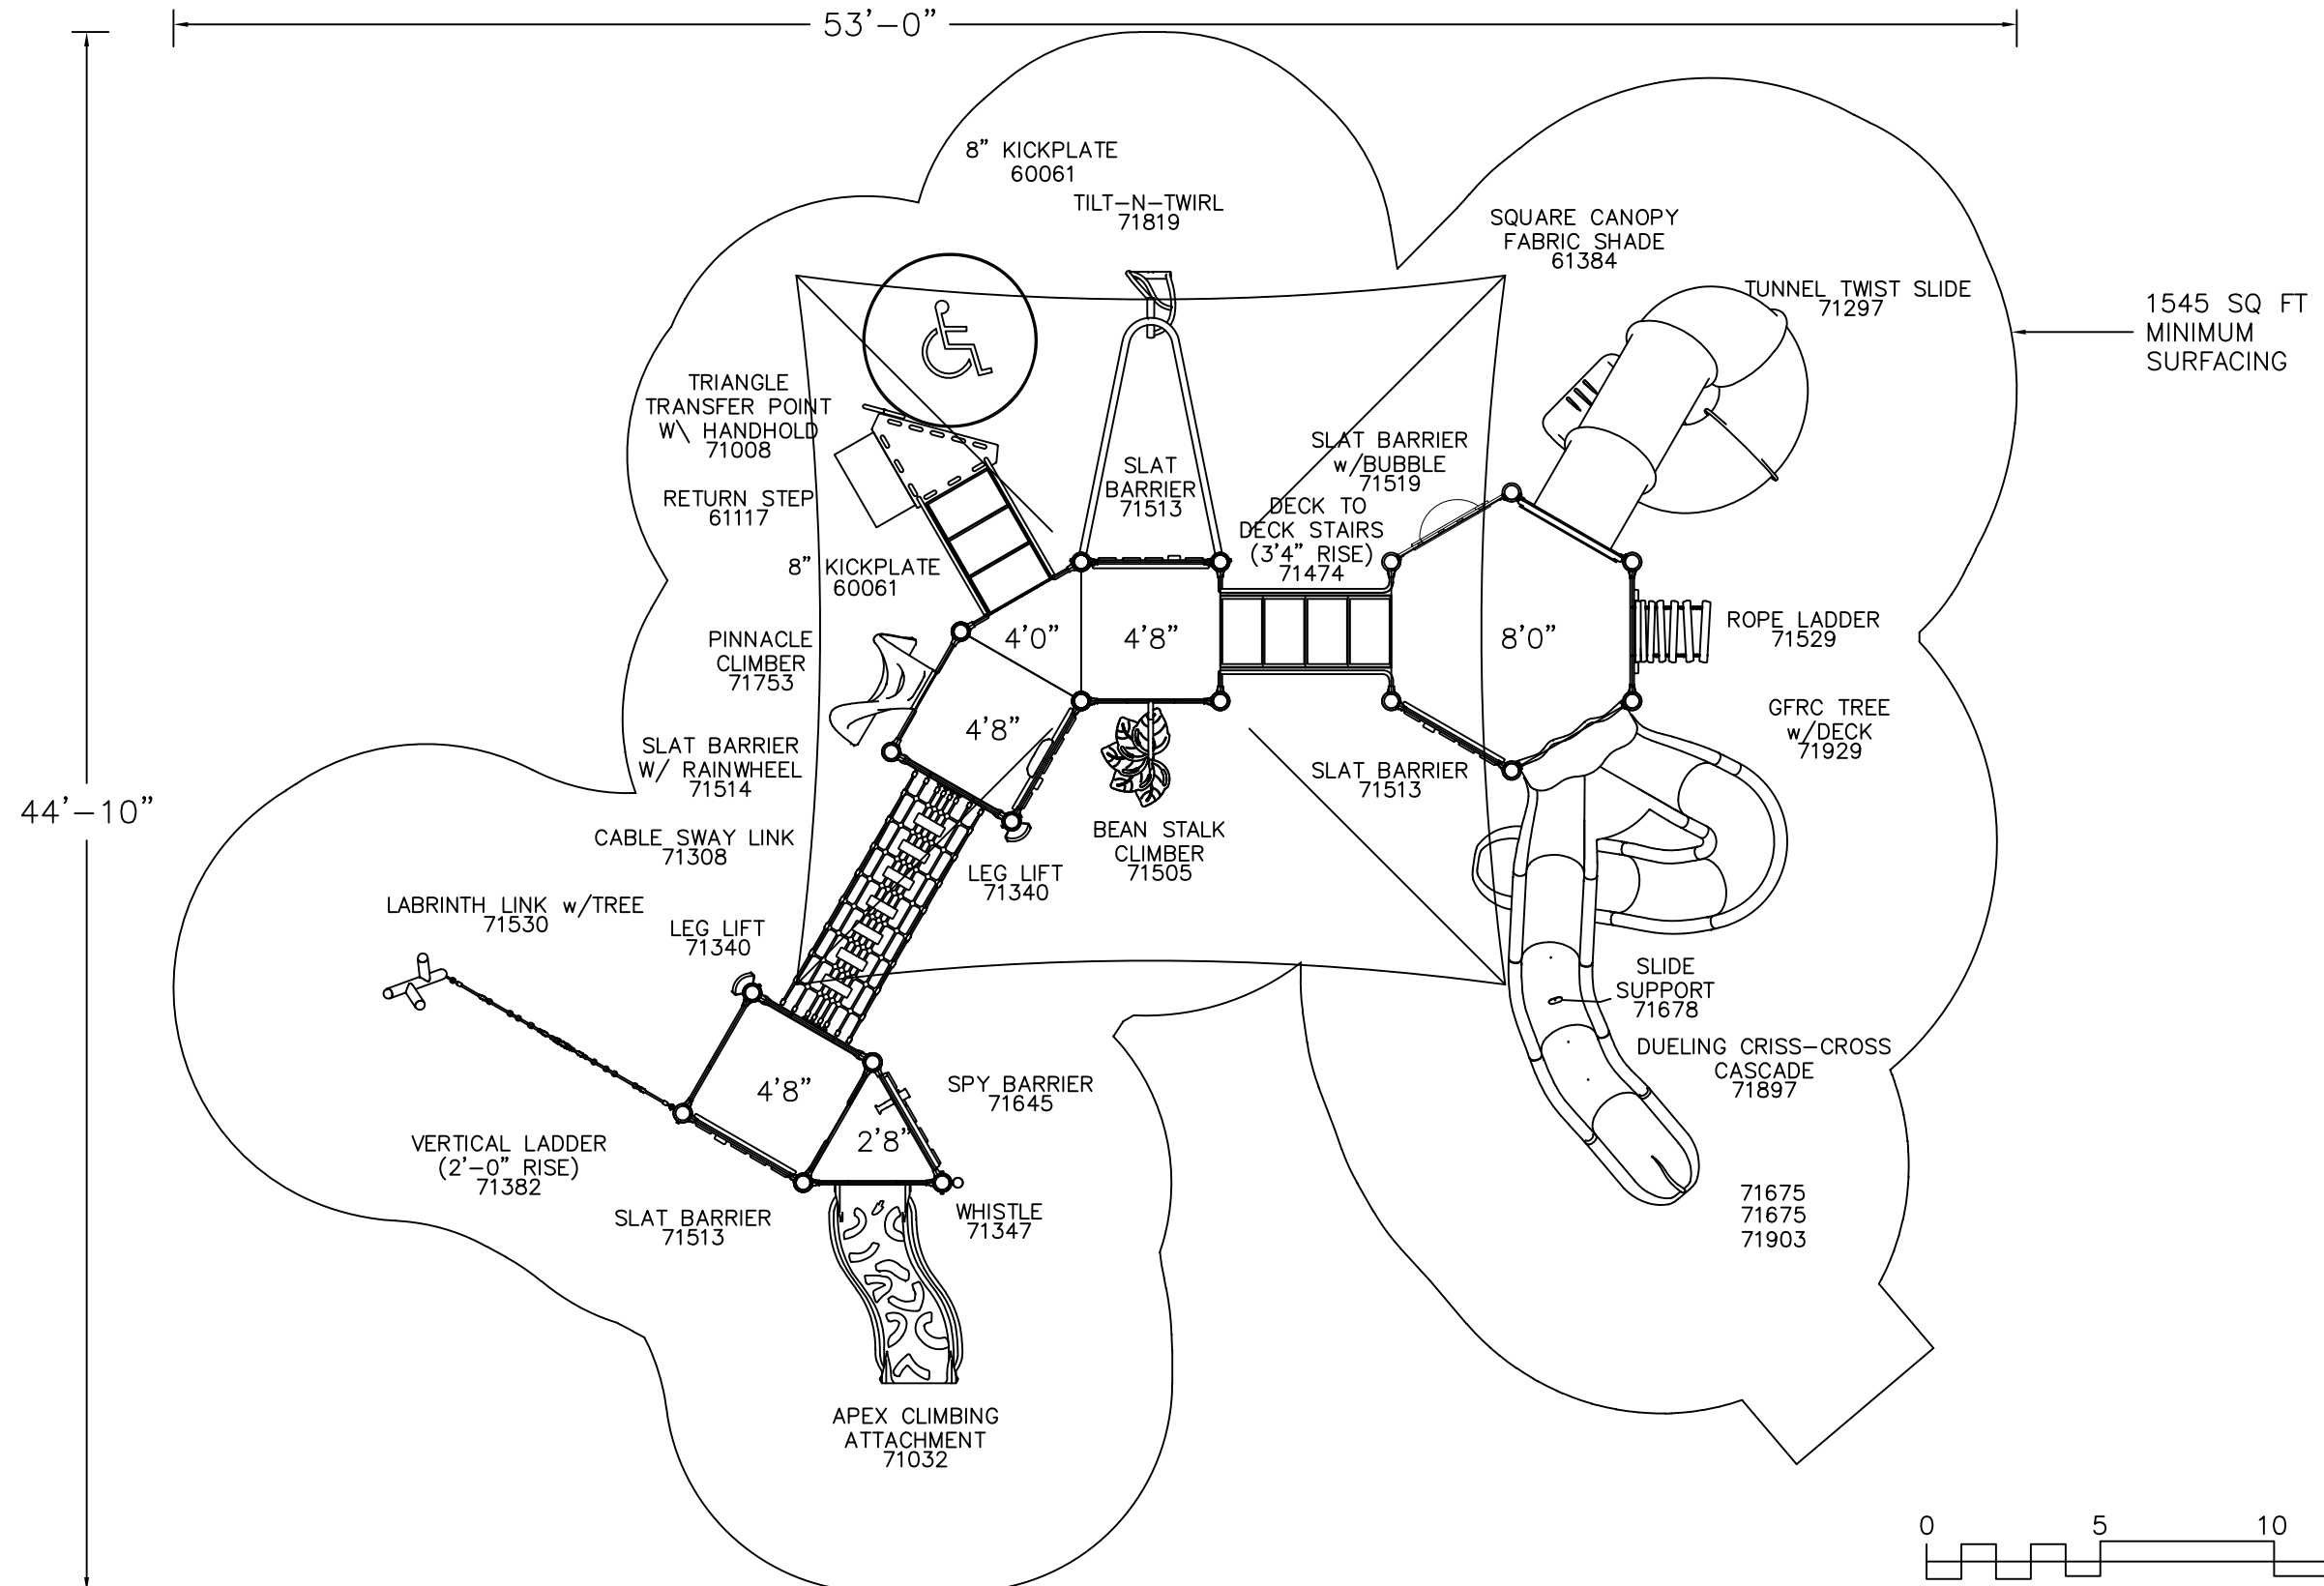 53'-0"
8" KICKPLATE
60061
TILT-N-TWIRL
71819
SQUARE CANOPY
FABRIC SHADE
61384
TUNNEL TWIST SLIDE
71297
1545 SQ FT
MINIMUM
SURFACING
TRIANGLE
TRANSFER POINT
W\ HANDHOLD
71008
SLAT
BARRIER
71513
SLAT BARRIER
w/BUBBLE
71519
RETURN STEP
61117
DECK TO
DECK STAIRS
(3'4" RISE)
71474
8" KICKPLATE
60061
4'0"
4'8"
8'0"
ROPE LADDER
71529
PINNACLE
CLIMBER
71753
4'8"
GFRC TREE
w/DECK
71929
SLAT BARRIER
W/ RAINWHEEL
71514
SLAT BARRIER
71513
44'-10"
CABLE SWAY LINK
71308
BEAN STALK
CLIMBER
71505
LEG LIFT
71340
LABRINTH LINK w/TREE
71530
LEG LIFT
71340
SLIDE
SUPPORT
71678
DUELING CRISS-CROSS
CASCADE
71897
4'8"
SPY BARRIER
71645
2'8"
VERTICAL LADDER
(2'-0" RISE)
71382
SLAT BARRIER
71513
WHISTLE
71347
71675
71675
71903
APEX CLIMBING
ATTACHMENT
71032
0 5 10